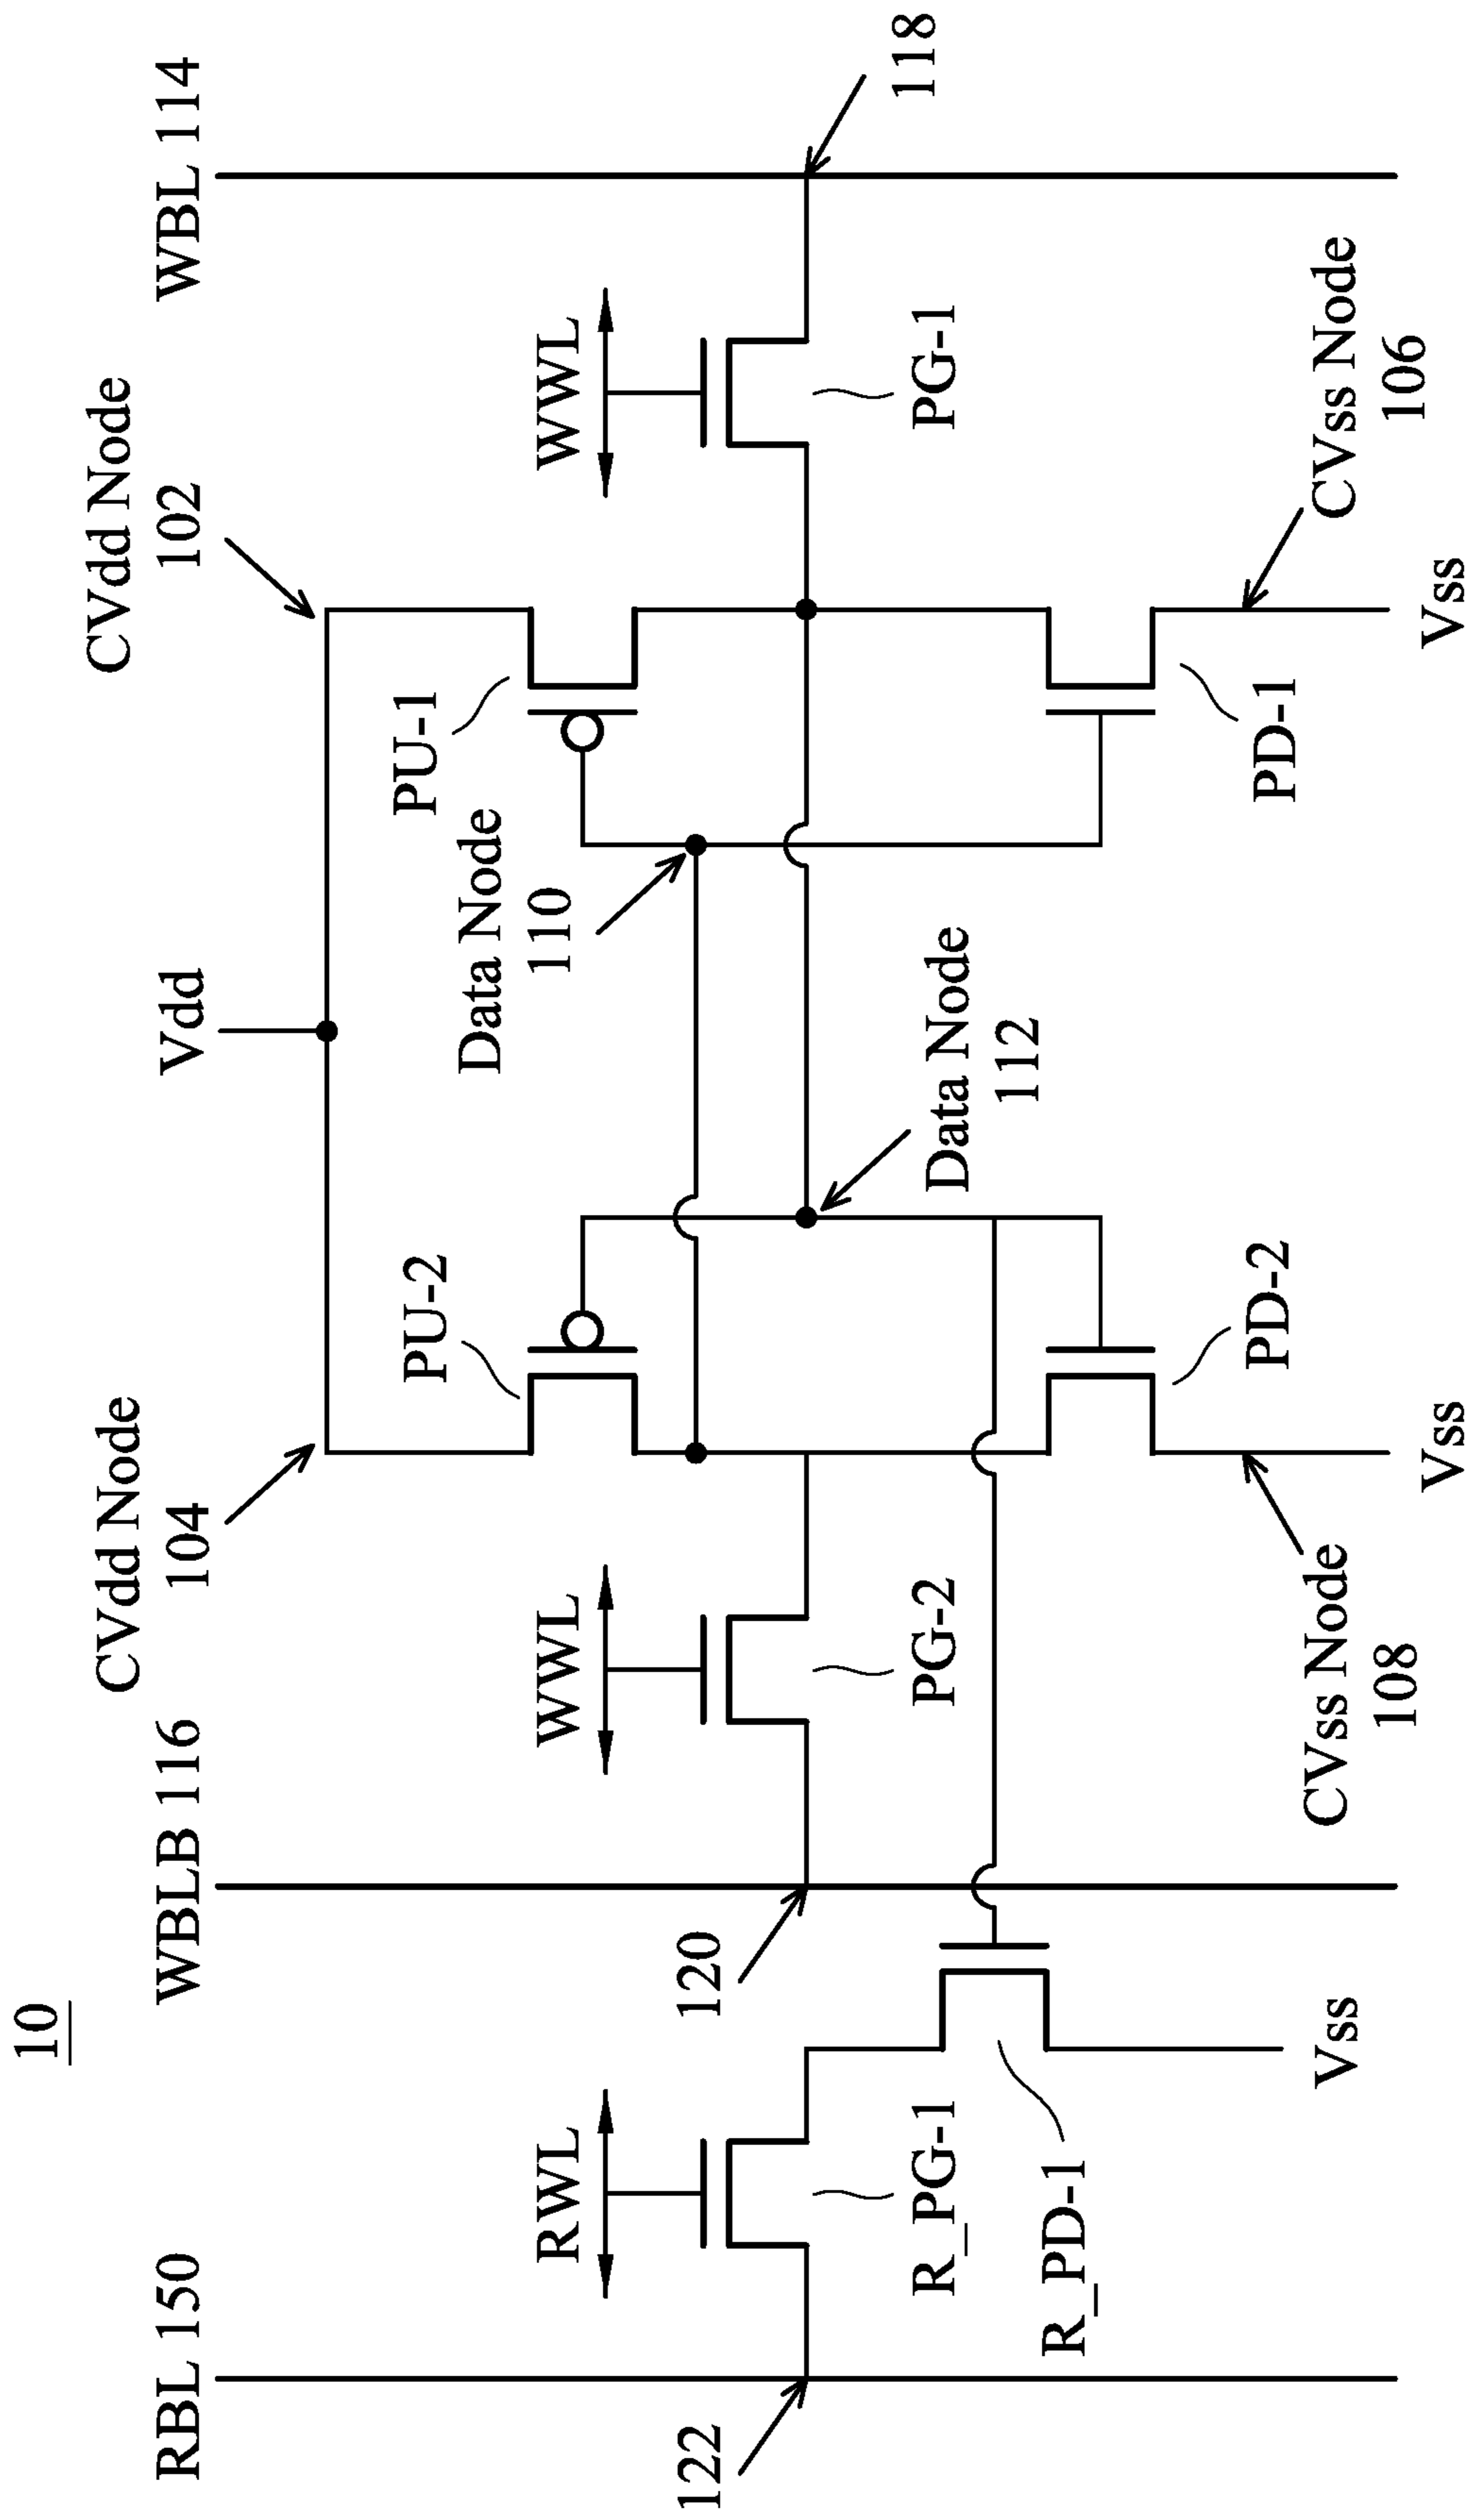 10
RBL 150
WBLB 116
CVdd Node
104
Vdd
CVdd Node
102
WBL 114
RWL
WWL
PU-2
Data Node
110
PU-1
WWL
122
120
R_PG-1
PG-2
Data Node
112
PG-1
118
R_PD-1
Vss
CVss Node
108
PD-2
Vss
PD-1
CVss Node
106
Vss